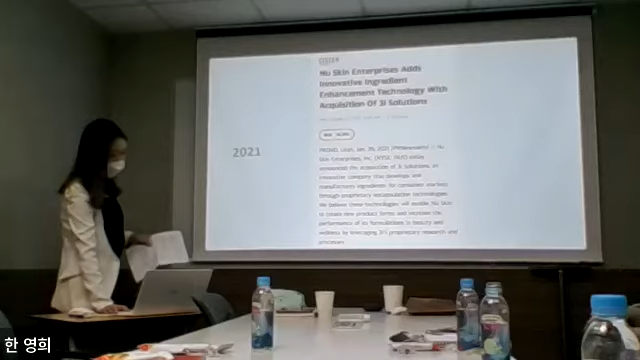 Nu Skin Enterprises Adds
Innovative Ingredient
Enhancement Technology With
Acquisition Of 3i Solutions
2021
PROVO, Utah, Jan. 26, 2021 /PRNewswire/ -- Nu
Skin Enterprises, Inc. (NYSE: NUS) today
announced the acquisition of 3i Solutions, an
innovative company that develops and
manufactures ingredients for consumer markets
through proprietary encapsulation technologies.
We believe these technologies will enable Nu Skin
to create new product forms and increase the
performance of its formulations in beauty and
wellness by leveraging 3i's proprietary research and
processes
한 영희